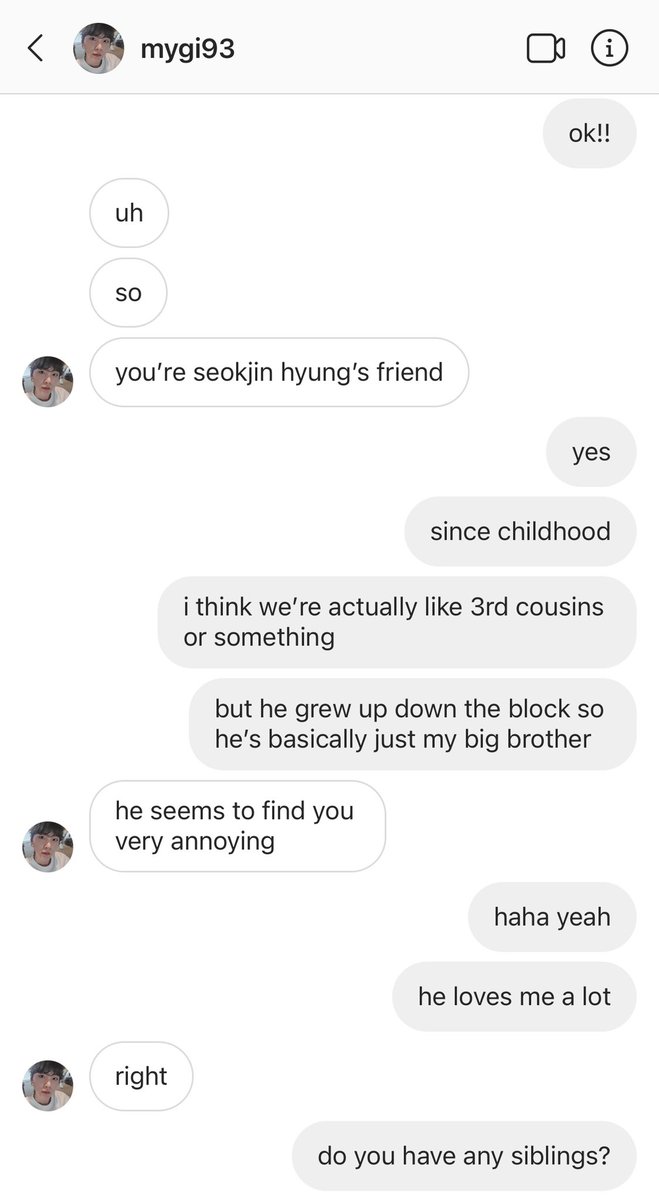 mygi93
ok!!
uh
so
you’re seokjin hyung’s friend
yes
since childhood
i think we’re actually like 3rd cousins
or something
but he grew up down the block so
he’s basically just my big brother
he seems to find you
very annoying
haha yeah
he loves me a lot
right
do you have any siblings?